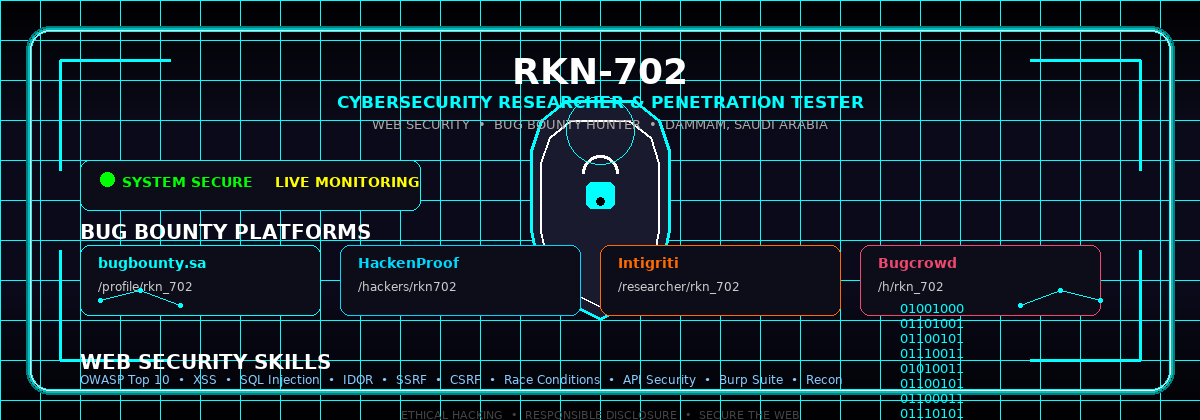 RKN-702
CYBERSECURITY RESEARCHER & PENETRATION TESTER
WEB SECURITY • BUG BOUNTY HUNTER • DAMMAM, SAUDI ARABIA
SYSTEM SECURE LIVE MONITORING
BUG BOUNTY PLATFORMS
bugbounty.sa
/profile/rkn_702
HackenProof
/hackers/rkn702
Intigriti
/researcher/rkn_702
Bugcrowd
/h/rkn_702
01001000
01101001
01100101
01110011
01010011
01100101
01100011
01110101
WEB SECURITY SKILLS
OWASP Top 10 • XSS • SQL Injection • IDOR • SSRF • CSRF • Race Conditions • API Security • Burp Suite • Recon
ETHICAL HACKING • RESPONSIBLE DISCLOSURE • SECURE THE WEB